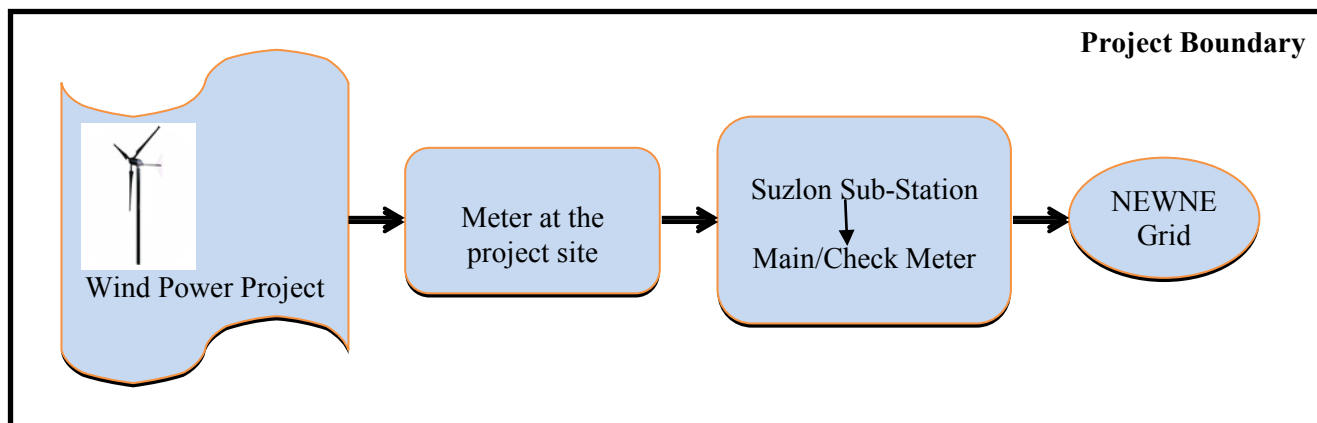 Project Boundary
Wind Power Project
Meter at the
project site
Suzlon Sub-Station
Main/Check Meter
NEWNE
Grid